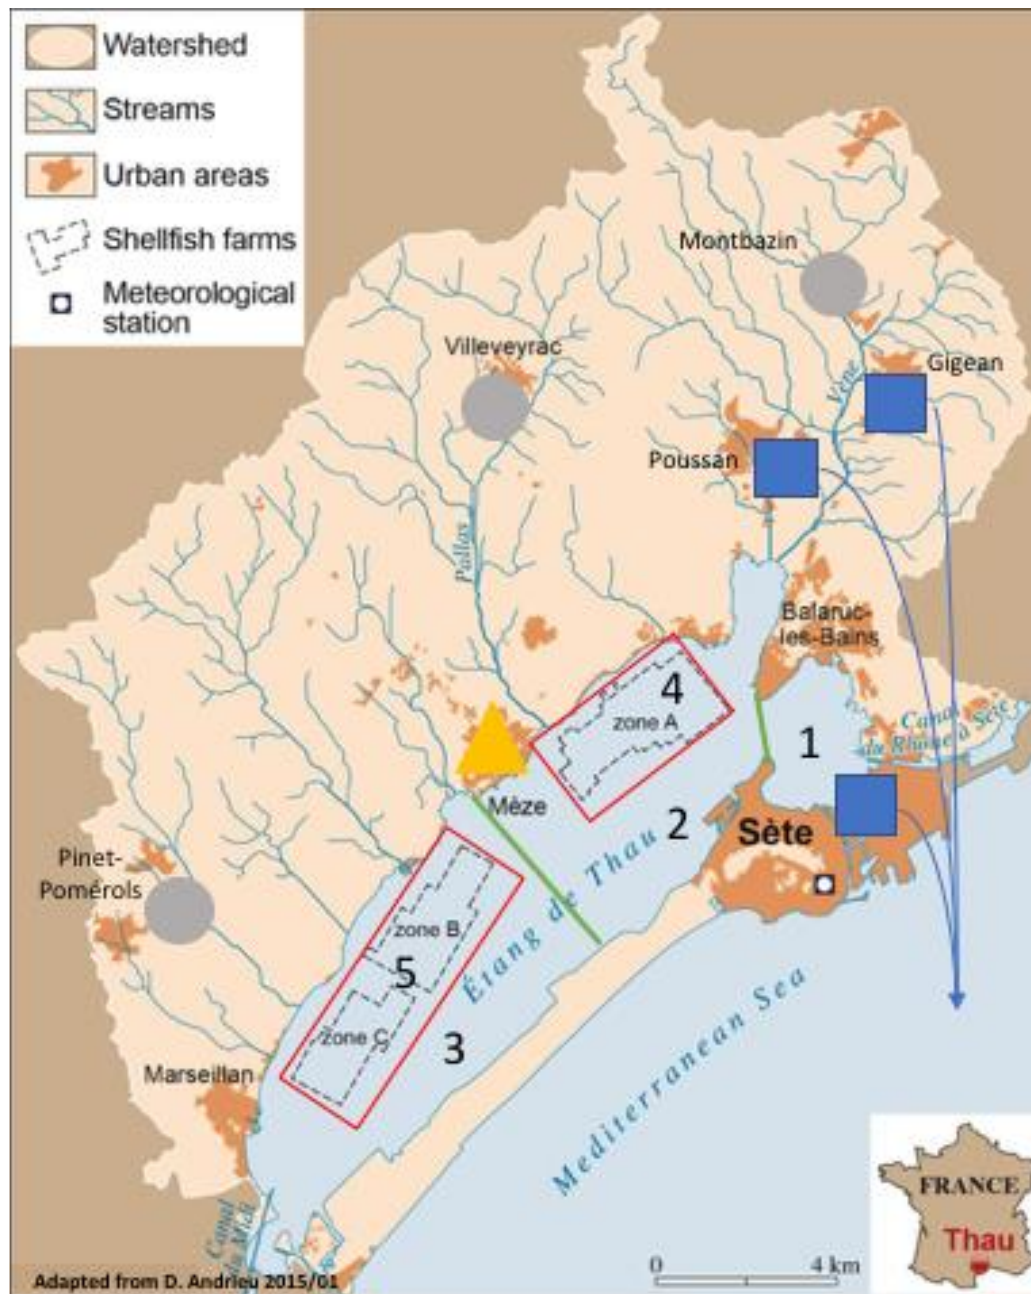 Watershed
Streams
Urban areas
Shellfish farms
Meteorological
station
Montbazin
Villeveyrac
Gigean
Vène
Poussan
Pallas
Balaruc-
les-Bains
4
zone A
1
Canal
du Rhône à Sète
Mèze
2
Sète
Pinet-
Pomérols
zone B
5
Étang de Thau
zone C
3
Marseillan
Mediterranean Sea
Canal
du Midi
FRANCE
Thau
0 4 km
Adapted from D. Andrieu 2015/01